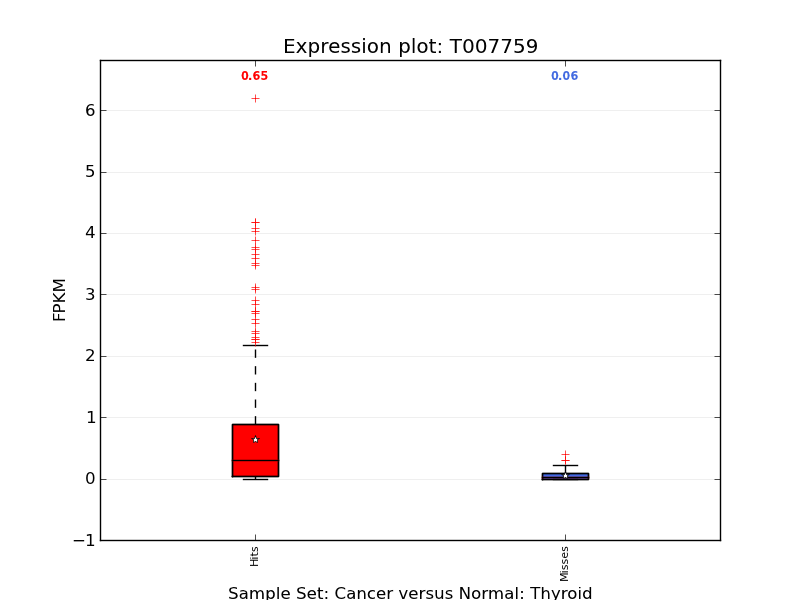 Expression plot: T007759
0.65
0.06
6
5
4
3
2
1
0
−1
FPKM
Hits
Misses
Sample Set: Cancer versus Normal: Thyroid